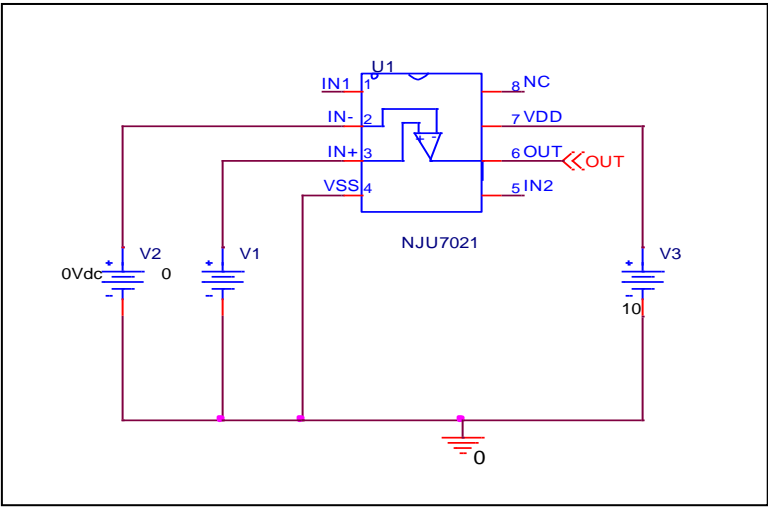 U1
IN1 1
8 NC
IN- 2
7 VDD
+ -
IN+ 3
6 OUT
OUT
VSS 4
5 IN2
NJU7021
V2
V1
V3
+
+
+
0Vdc
0
-
-
-
10
0